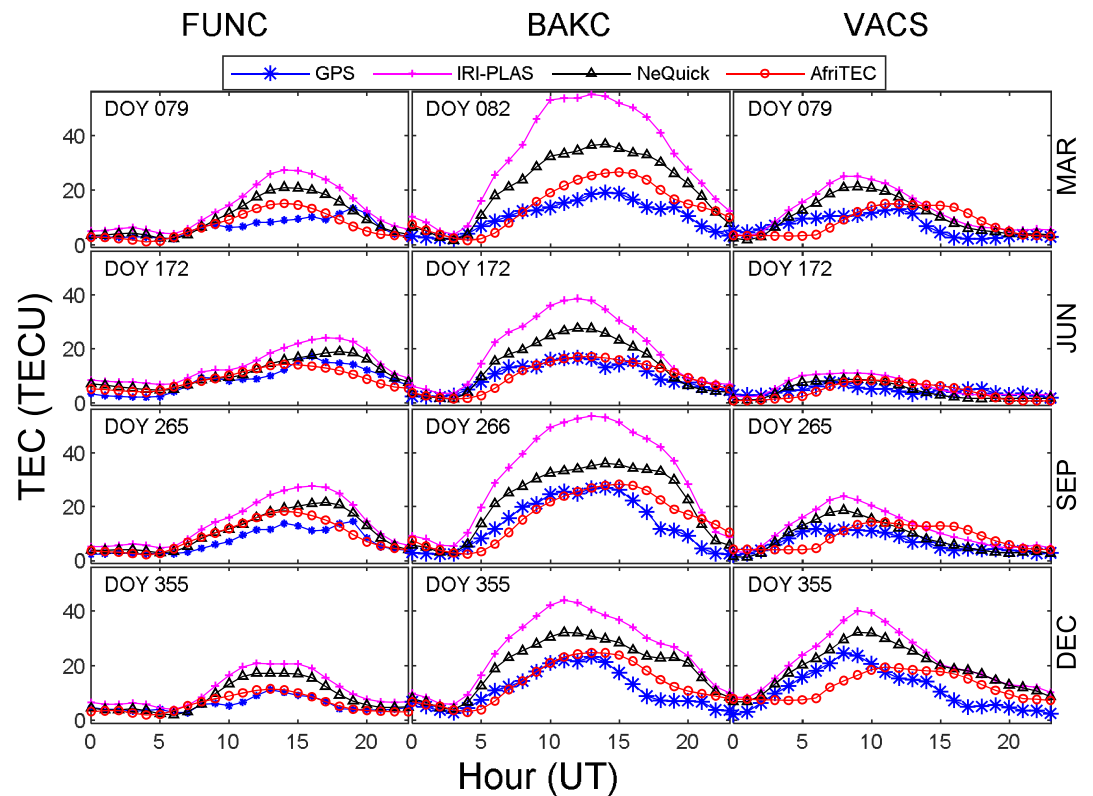 FUNC BAKC VACS
GPS IRI-PLAS NeQuick AfriTEC
DOY 079 DOY 082 DOY 079
40
20
0
MAR
DOY 172 DOY 172 DOY 172
40
20
0
JUN
TEC (TECU)
DOY 265 DOY 266 DOY 265
40
20
0
SEP
DOY 355 DOY 355 DOY 355
40
20
0
DEC
0 5 10 15 20 0 5 10 15 20 0 5 10 15 20
Hour (UT)